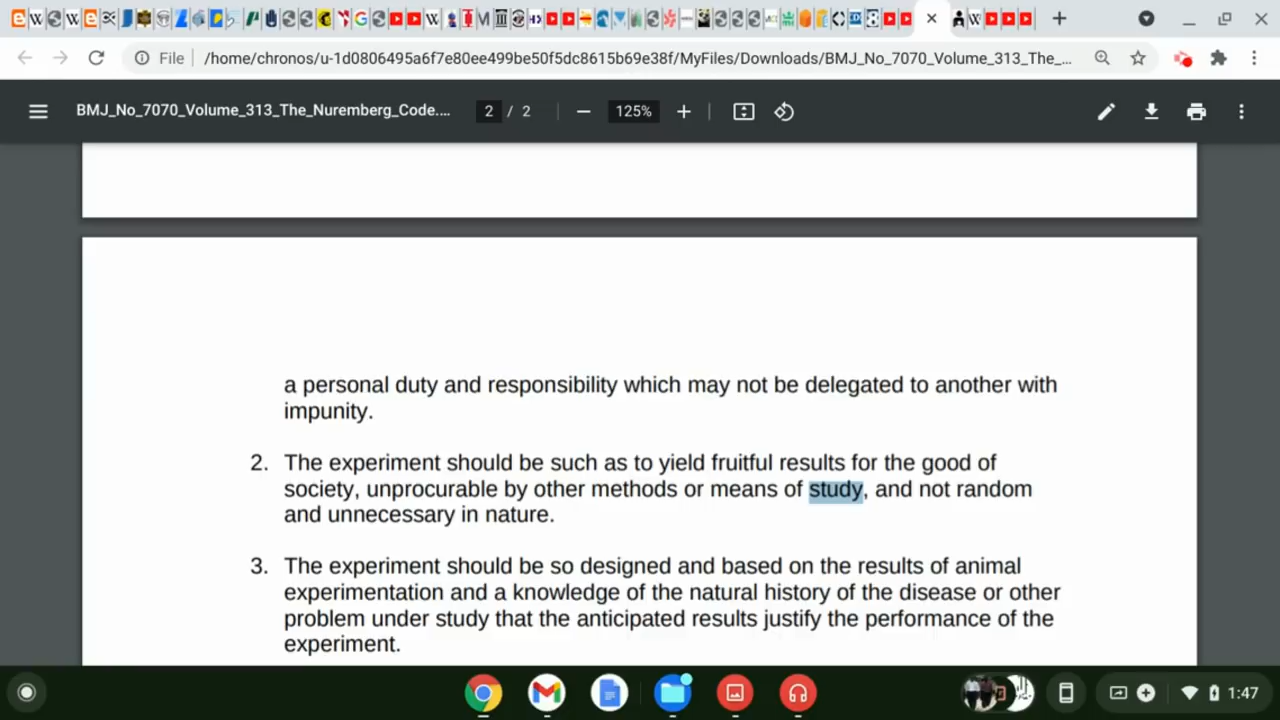 File
/home/chronos/u-1d0806495a6f7e80ee499be50f5dc8615b69e38f/MyFiles/Downloads/BMJ_No_7070_Volume_313_The_...
BMJ_No_7070_Volume_313_The_Nuremberg_Code....
2 / 2
125%
a personal duty and responsibility which may not be delegated to another with
impunity.
2. The experiment should be such as to yield fruitful results for the good of
society, unprocurable by other methods or means of study, and not random
and unnecessary in nature.
3. The experiment should be so designed and based on the results of animal
experimentation and a knowledge of the natural history of the disease or other
problem under study that the anticipated results justify the performance of the
experiment.
1:47